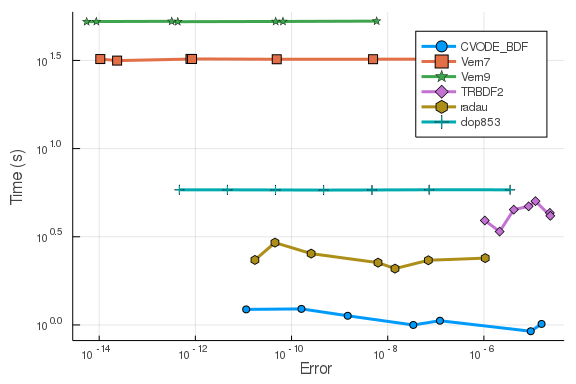 CVODE_BDF
Vern7
Vern9
TRBDF2
radau
dop853
Time (s)
10^1.5
10^1.0
10^0.5
10^0.0
10^-14 10^-12 10^-10 10^-8 10^-6
Error